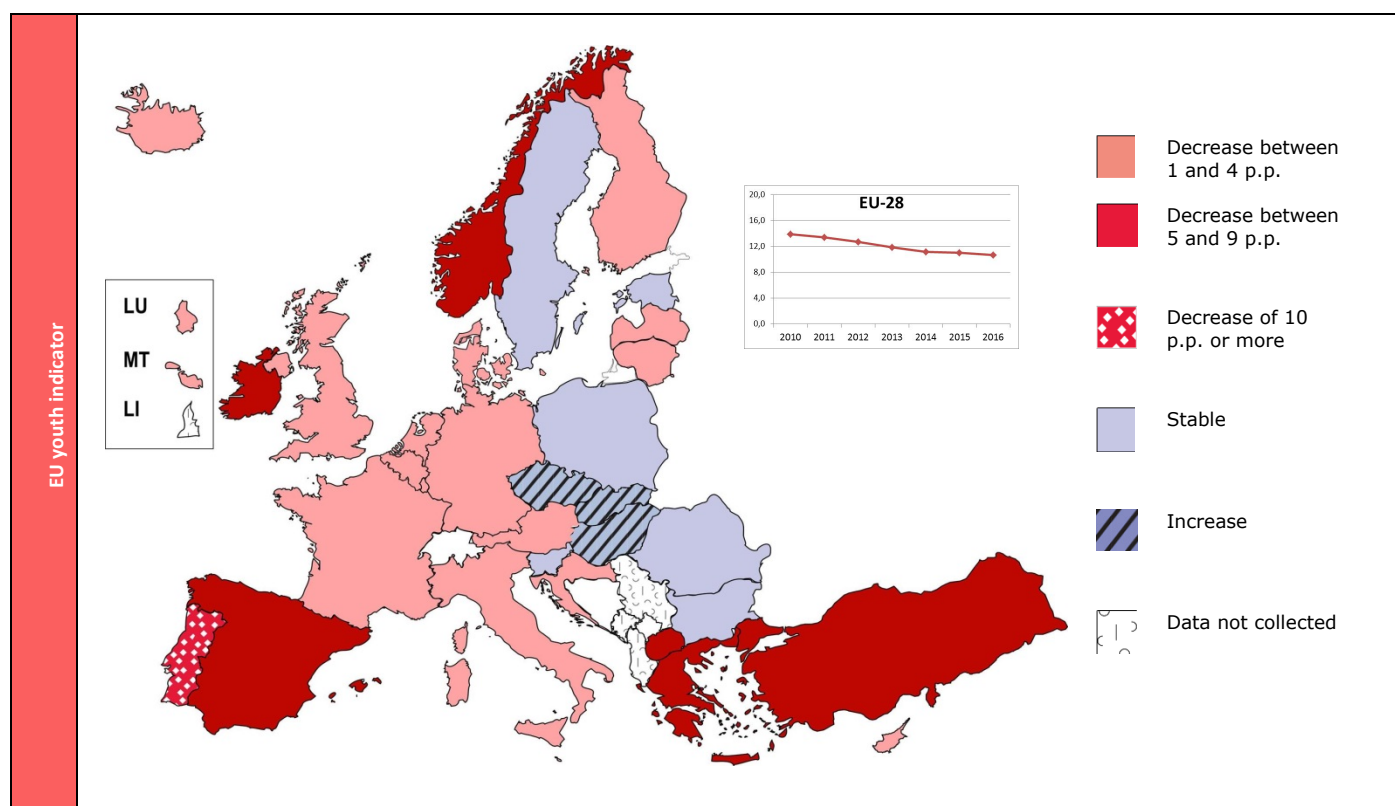 EU youth indicator
LU
MT
LI
EU-28
20,0
16,0
12,0
8,0
4,0
0,0
2010 2011 2012 2013 2014 2015 2016
Decrease between
1 and 4 p.p.
Decrease between
5 and 9 p.p.
Decrease of 10
p.p. or more
Stable
Increase
Data not collected